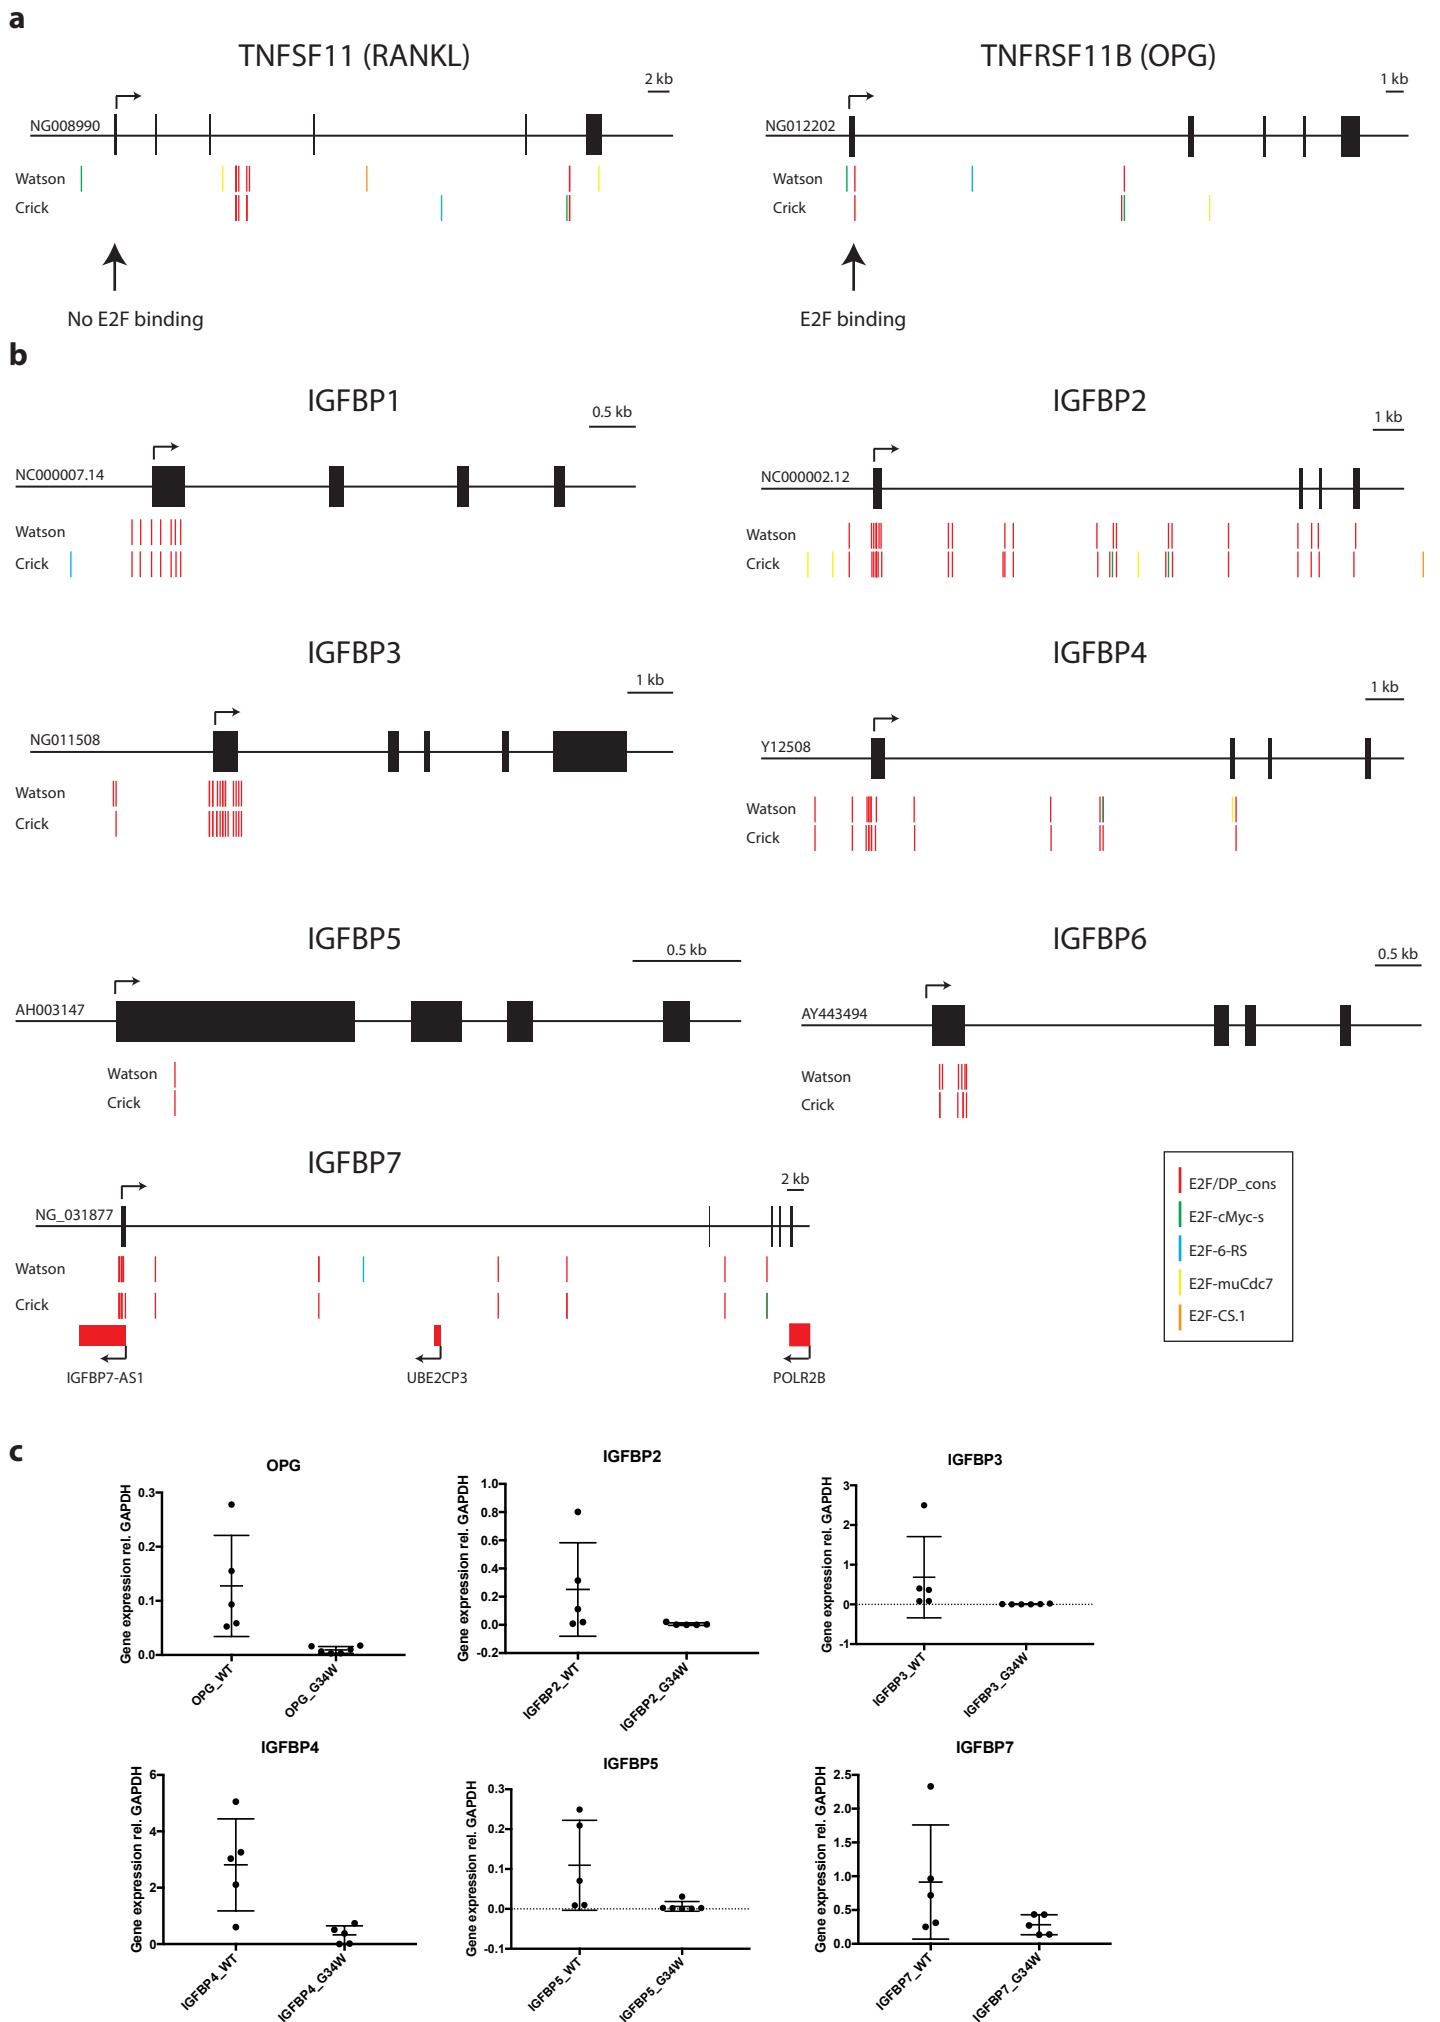 a
TNFSF11 (RANKL)
2 kb
NG008990
Watson
Crick
No E2F binding
TNFRSF11B (OPG)
1 kb
NG012202
Watson
Crick
E2F binding
b
IGFBP1
0.5 kb
NC000007.14
Watson
Crick
IGFBP2
1 kb
NC000002.12
Watson
Crick
IGFBP3
1 kb
NG011508
Watson
Crick
IGFBP4
1 kb
Y12508
Watson
Crick
IGFBP5
0.5 kb
AH003147
Watson
Crick
IGFBP6
0.5 kb
AY443494
Watson
Crick
IGFBP7
2 kb
NG_031877
Watson
Crick
IGFBP7-AS1
UBE2CP3
POLR2B
E2F/DP_cons
E2F-cMyc-s
E2F-6-RS
E2F-muCdc7
E2F-CS.1
c
OPG
Gene expression rel. GAPDH
0.3
0.2
0.1
0.0
OPG_WT
OPG_G34W
IGFBP2
Gene expression rel. GAPDH
1.0
0.8
0.6
0.4
0.2
0.0
-0.2
IGFBP2_WT
IGFBP2_G34W
IGFBP3
Gene expression rel. GAPDH
3
2
1
0
-1
IGFBP3_WT
IGFBP3_G34W
IGFBP4
Gene expression rel. GAPDH
6
4
2
0
IGFBP4_WT
IGFBP4_G34W
IGFBP5
Gene expression rel. GAPDH
0.3
0.2
0.1
0.0
-0.1
IGFBP5_WT
IGFBP5_G34W
IGFBP7
Gene expression rel. GAPDH
2.5
2.0
1.5
1.0
0.5
0.0
IGFBP7_WT
IGFBP7_G34W